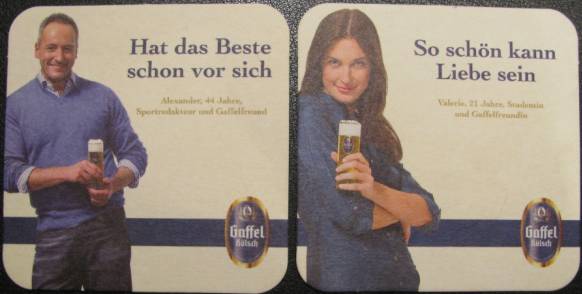 Hat das Beste
schon vor sich
Alexander, 44 Jahre,
Sportredakteur und Gaffelfreund
Gaffel
Kölsch
So schön kann
Liebe sein
Valerie, 21 Jahre, Studentin
und Gaffelfreundin
Gaffel
Kölsch